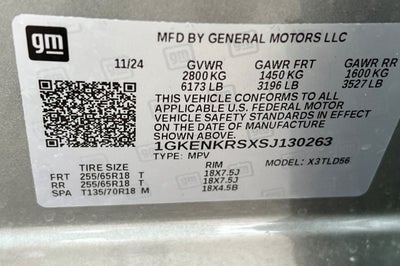 gm
MFD BY GENERAL MOTORS LLC
11/24 GVWR GAWR FRT GAWR RR
2800 KG 1450 KG 1600 KG
6173 LB 3196 LB 3527 LB
THIS VEHICLE CONFORMS TO ALL
APPLICABLE U.S. FEDERAL MOTOR
VEHICLE SAFETY STANDARDS IN EFFECT
ON THE DATE OF MANUFACTURE
SHOWN ABOVE.
1GKENKRSXSJ130263
TYPE: MPV MODEL: X3TLD56
TIRE SIZE RIM
FRT 255/65R18 T 18X7.5J
RR 255/65R18 T 18X7.5J
SPA T135/70R18 M 18X4.5B